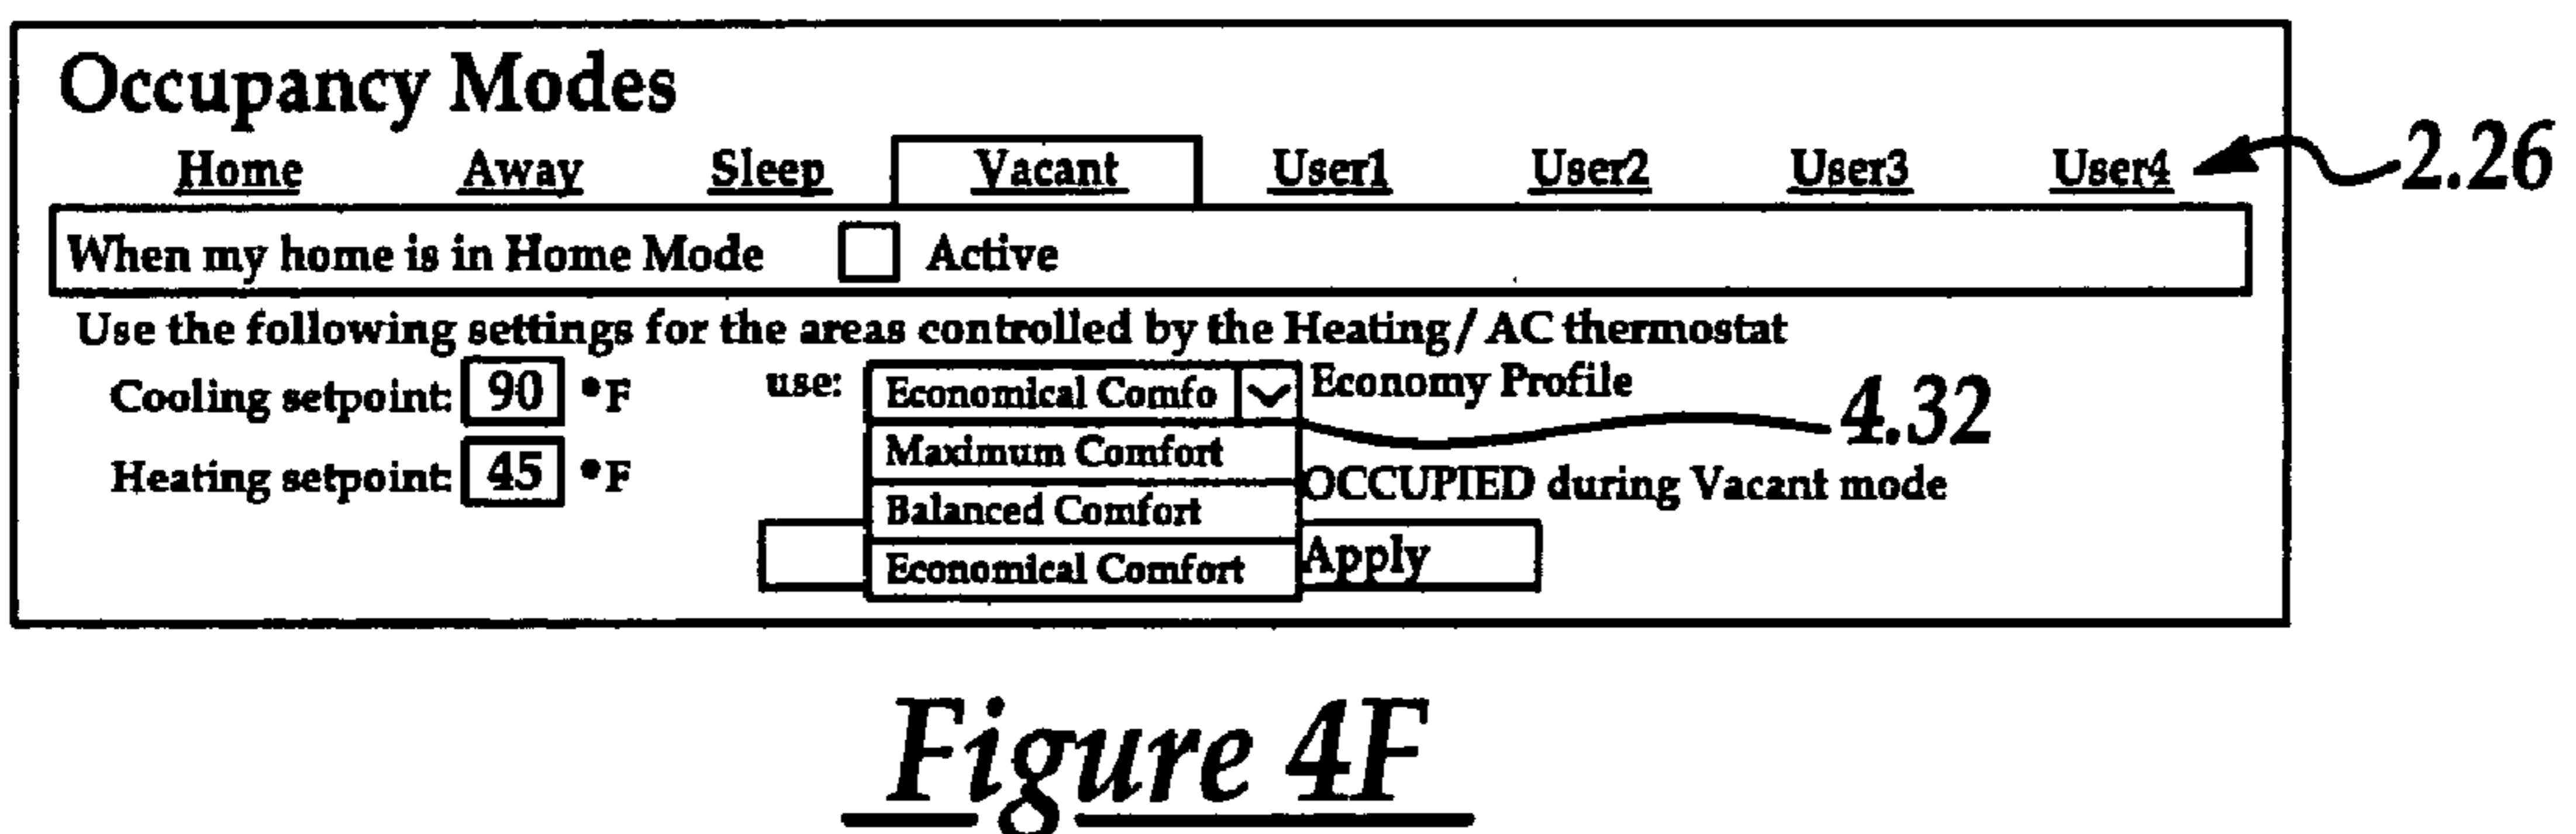 Occupancy Modes
Home Away Sleep Vacant User1 User2 User3 User4 2.26
When my home is in Home Mode Active
Use the following settings for the areas controlled by the Heating/ AC thermostat
Cooling setpoint: 90 °F use: Economical Comfo Economy Profile
4.32
Maximum Comfort
Heating setpoint: 45 °F OCCUPIED during Vacant mode
Balanced Comfort
Economical Comfort Apply
Figure 4F